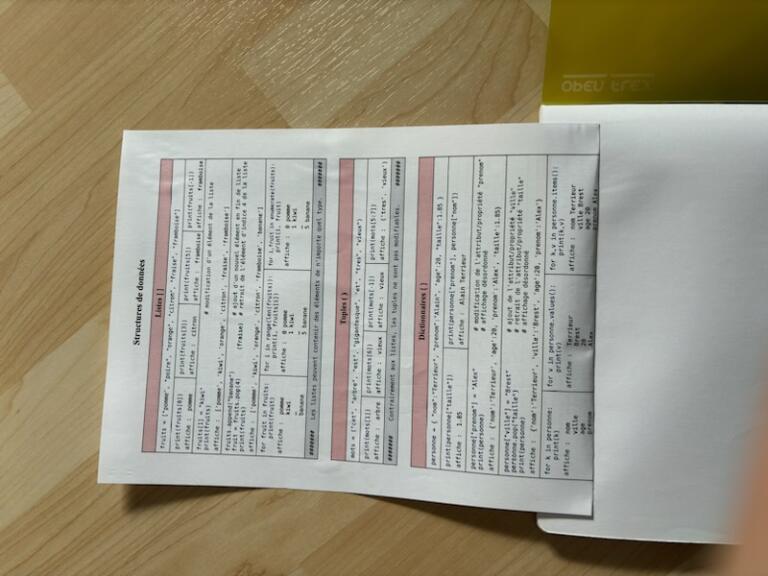 Structures de données
Listes [ ]
fruits = ["pomme", "poire", "orange", "citron", "fraise", "framboise"]
print(fruits[0]) print(fruits[3]) print(fruits[5]) print(fruits[-1])
affiche : pomme affiche : citron affiche : framboise affiche : framboise
fruits[1] = "kiwi" # modification d'un élément de la liste
print(fruits)
affiche : ['pomme', 'kiwi', 'orange', 'citron', 'fraise', 'framboise']
fruits.append("banane") # ajout d'un nouvel élément en fin de liste
fruit = fruits.pop(4) (fraise) # retrait de l'élément d'indice 4 de la liste
print(fruits)
affiche : ['pomme', 'kiwi', 'orange', 'citron', 'framboise', 'banane']
for fruit in fruits: for i in range(len(fruits)): for i, fruit in enumerate(fruits):
print(fruit) print(i, fruits[i]) print(i, fruit)
affiche : pomme affiche : 0 pomme affiche : 0 pomme
kiwi 1 kiwi 1 kiwi
banane 5 banane 5 banane
####### Les listes peuvent contenir des éléments de n'importe quel type. #######
Tuples ( )
mots = ("cet", "arbre", "est", "gigantesque", "et", "tres", "vieux")
print(mots[1]) print(mots[6]) print(mots[-1]) print(mots[5:7])
affiche : arbre affiche : vieux affiche : vieux affiche : ('tres', 'vieux')
####### Contrairement aux listes, les tuples ne sont pas modifiables. #######
Dictionnaires { }
personne = { "nom":"Terrieur", "prenom":"Alain", "age":20, "taille":1.85 }
print(personne["taille"]) print(personne["prenom"], personne["nom"])
affiche : 1.85 affiche : Alain Terrieur
personne["prenom"] = "Alex" # modification de l'attribut/propriété "prenom"
print(personne) # affichage désordonné
affiche : {'nom':'Terrieur', 'age':20, 'prenom':'Alex', 'taille':1.85}
personne["ville"] = "Brest" # ajout de l'attribut/propriété "ville"
personne.pop("taille") # retrait de l'attribut/propriété "taille"
print(personne) # affichage désordonné
affiche : {'nom':'Terrieur', 'ville':'Brest', 'age':20, 'prenom':'Alex'}
for k in personne: for v in personne.values(): for k,v in personne.items():
print(k) print(v) print(k,v)
affiche : nom affiche : Terrieur affiche : nom Terrieur
ville Brest ville Brest
age 20 age 20
prenom Alex Alex
OPEN FLEX